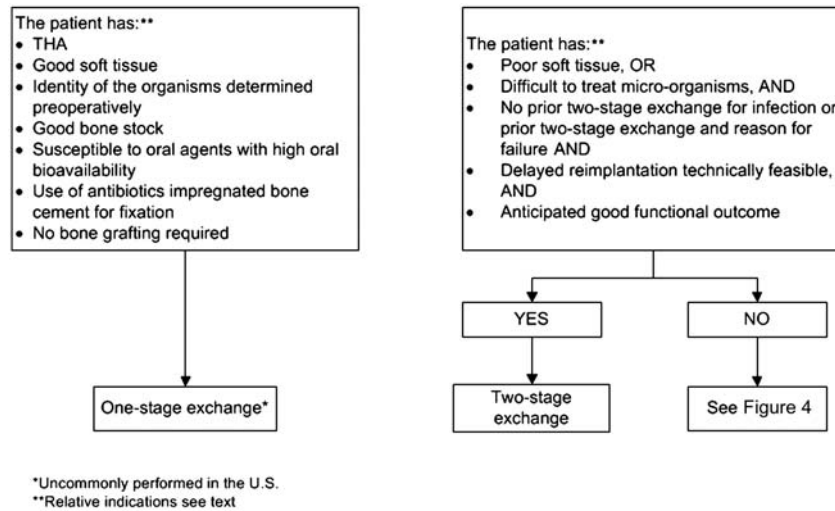 The patient has:**
• THA
• Good soft tissue
• Identity of the organisms determined
preoperatively
• Good bone stock
• Susceptible to oral agents with high oral
bioavailability
• Use of antibiotics impregnated bone
cement for fixation
• No bone grafting required
One-stage exchange*
The patient has:**
• Poor soft tissue, OR
• Difficult to treat micro-organisms, AND
• No prior two-stage exchange for infection or
prior two-stage exchange and reason for
failure AND
• Delayed reimplantation technically feasible,
AND
• Anticipated good functional outcome
YES
NO
Two-stage
exchange
See Figure 4
*Uncommonly performed in the U.S.
**Relative indications see text